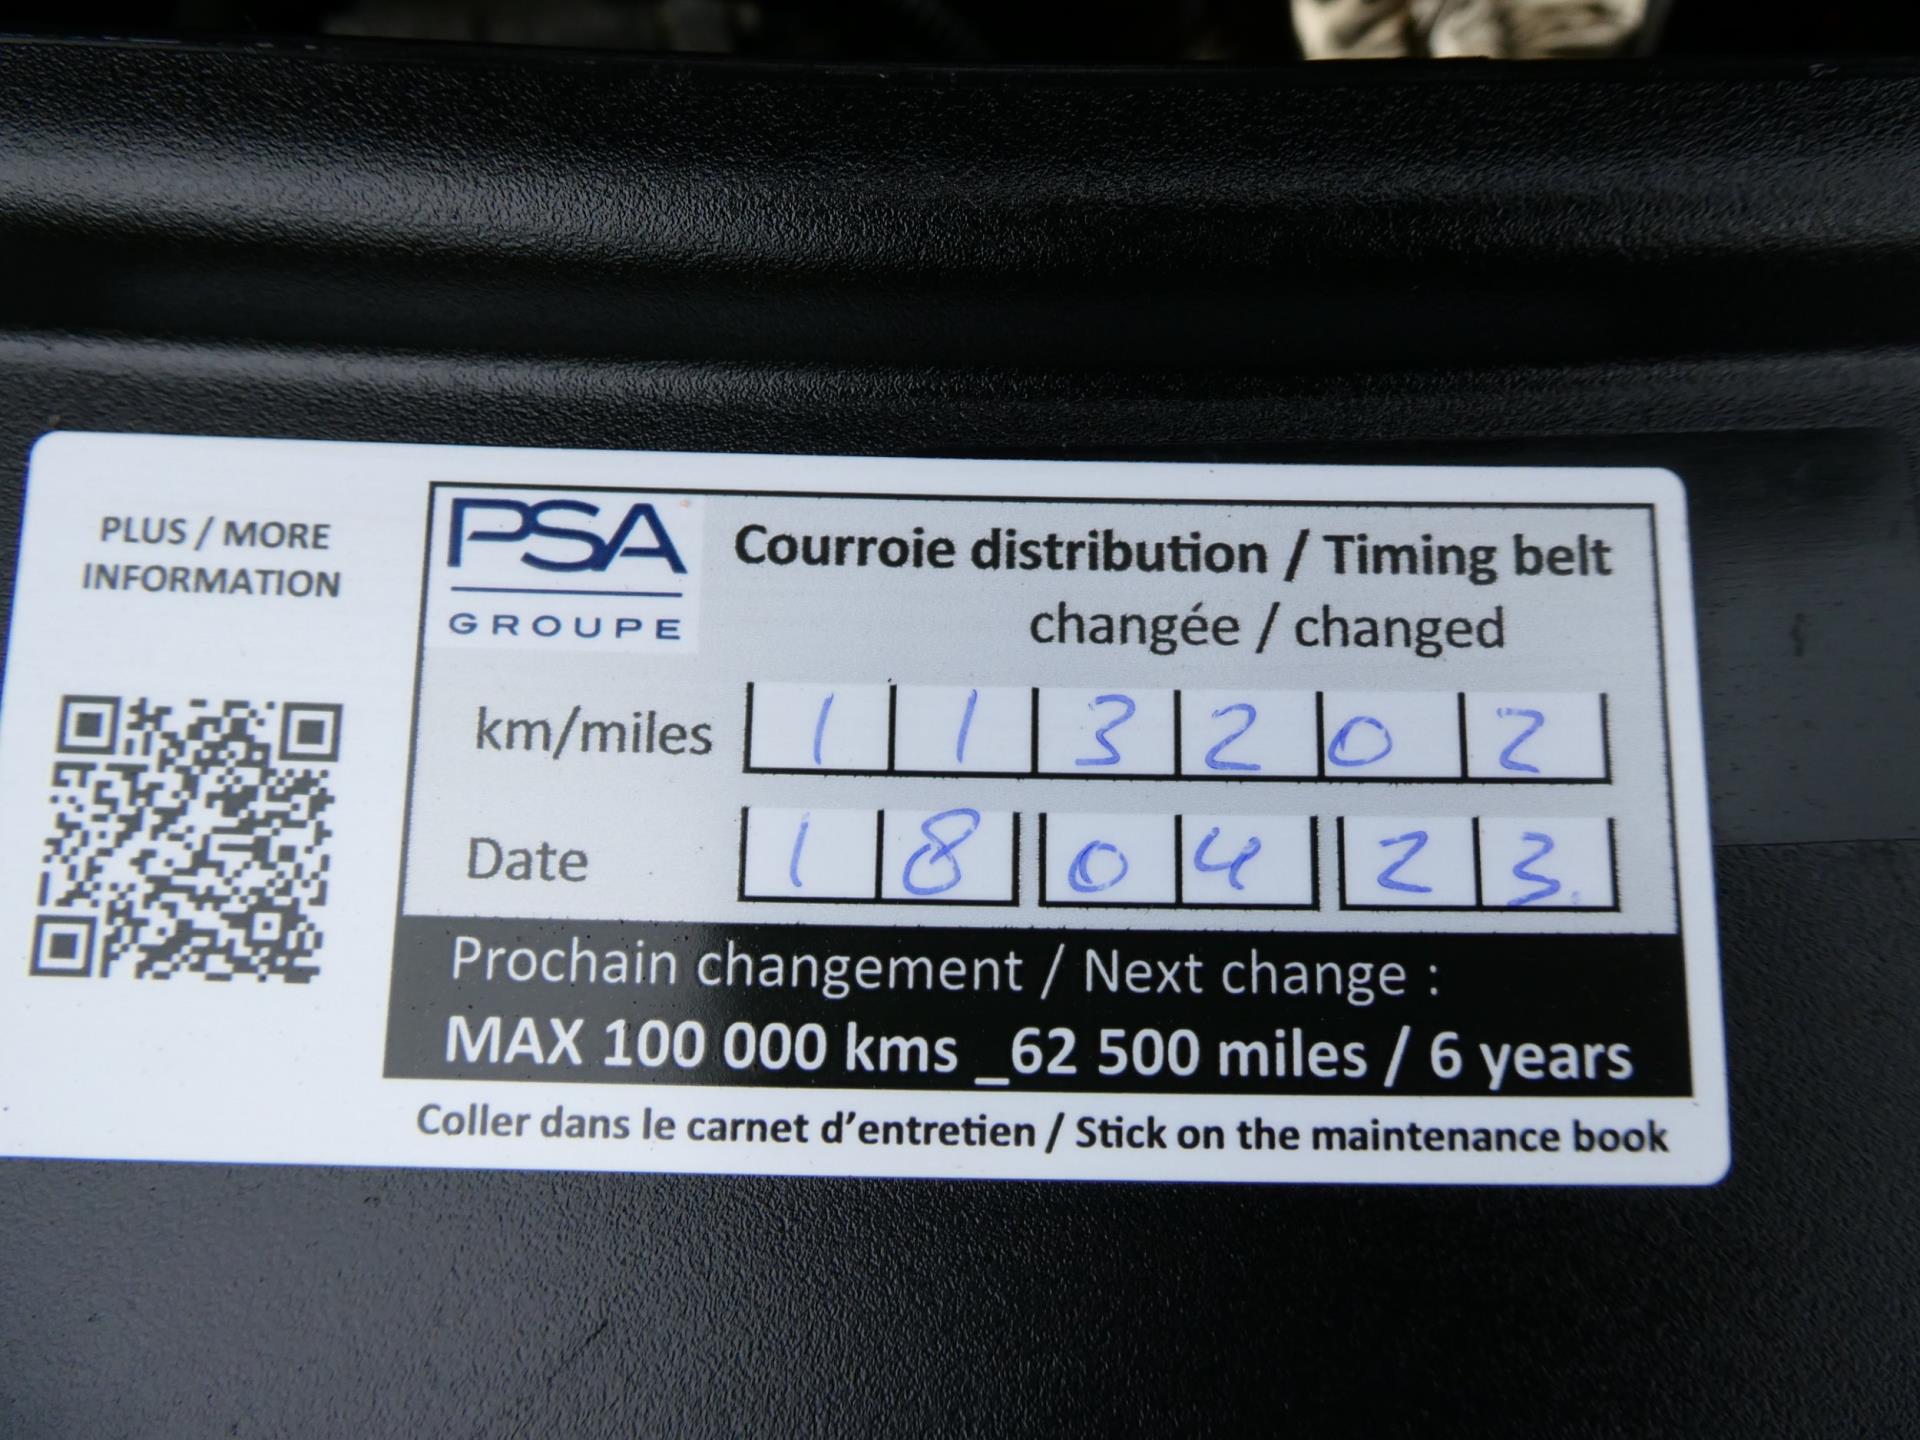 PLUS / MORE
INFORMATION
PSA
GROUPE
Courroie distribution / Timing belt
changée / changed
km/miles 1 1 3 2 0 2
Date 1 8 0 4 2 3
Prochain changement / Next change :
MAX 100 000 kms _62 500 miles / 6 years
Coller dans le carnet d'entretien / Stick on the maintenance book